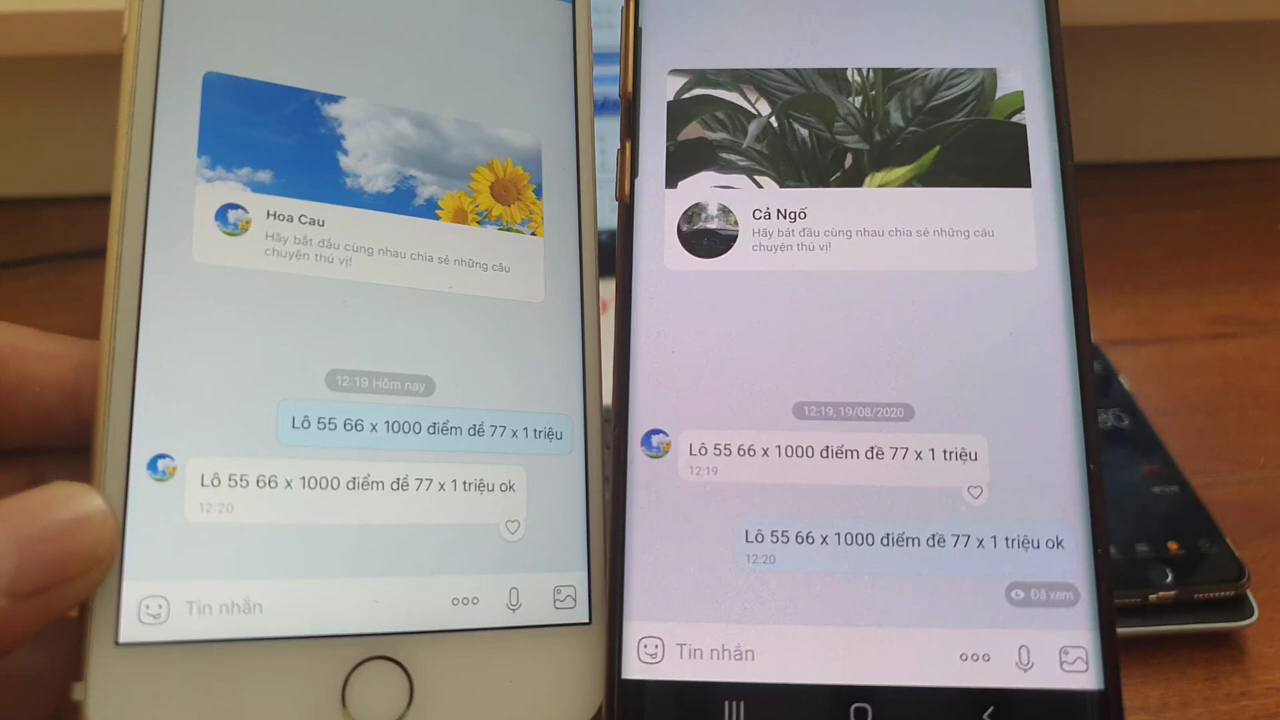 Hoa Cau
Hãy bắt đầu cùng nhau chia sẻ những câu
chuyện thú vị!
12:19 Hôm nay
Lô 55 66 x 1000 điểm đề 77 x 1 triệu
Lô 55 66 x 1000 điểm đề 77 x 1 triệu ok
12:20
Tin nhắn
Cả Ngố
Hãy bắt đầu cùng nhau chia sẻ những câu
chuyện thú vị!
12:19, 19/08/2020
Lô 55 66 x 1000 điểm đề 77 x 1 triệu
12:19
Lô 55 66 x 1000 điểm đề 77 x 1 triệu ok
12:20
Đã xem
Tin nhắn